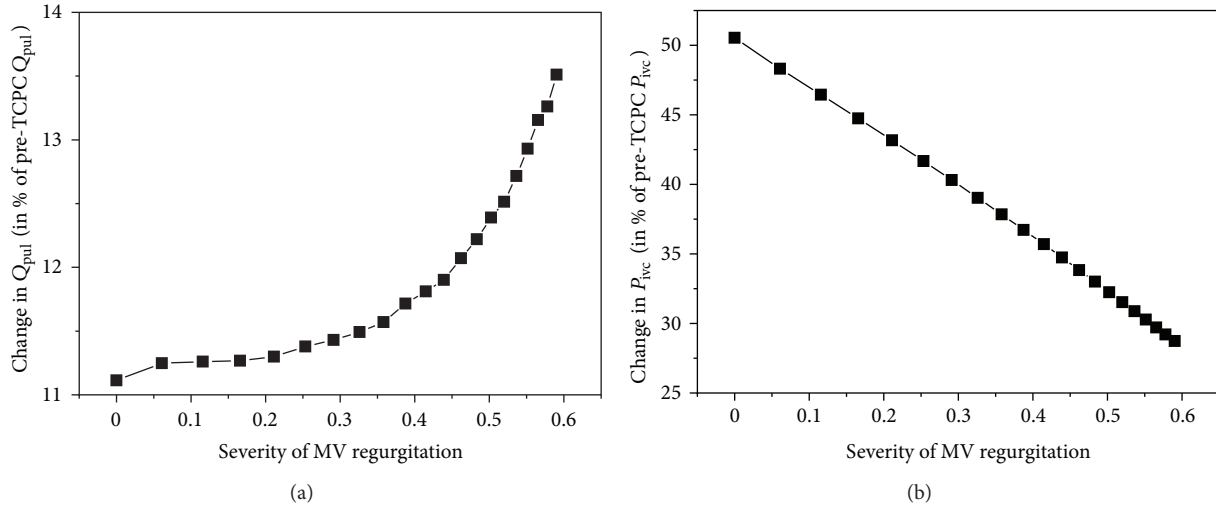 14
13
12
11
Change in Q_pul (in % of pre-TCPC Q_pul)
0 0.1 0.2 0.3 0.4 0.5 0.6
Severity of MV regurgitation
(a)
50
45
40
35
30
25
Change in P_ivc (in % of pre-TCPC P_ivc)
0 0.1 0.2 0.3 0.4 0.5 0.6
Severity of MV regurgitation
(b)